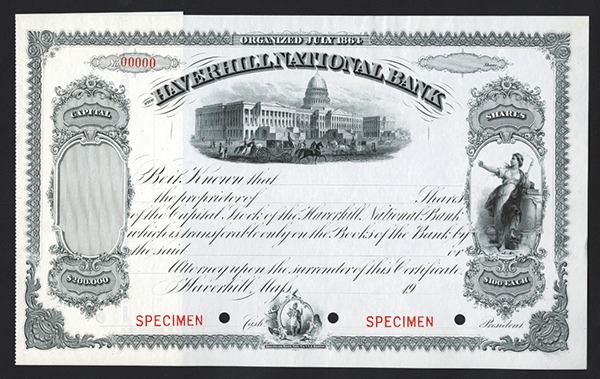 ORGANIZED JULY 1864
No 00000
THE HAVERHILL NATIONAL BANK
CAPITAL
SHARES
Be it Known that
the proprietor of Shares
of the Capital Stock of the Haverhill National Bank
which is transferable only on the Books of the Bank by
the said or
Attorney upon the surrender of this Certificate.
$200,000
$100 EACH
Haverhill, Mass. 19
SPECIMEN
Cash.
SPECIMEN
President